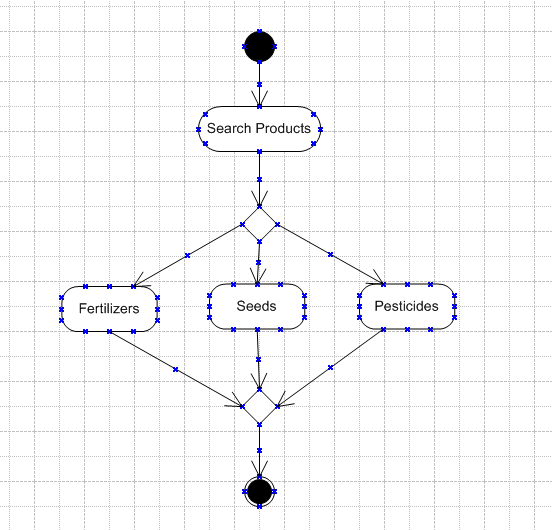 Search Products
Fertilizers
Seeds
Pesticides